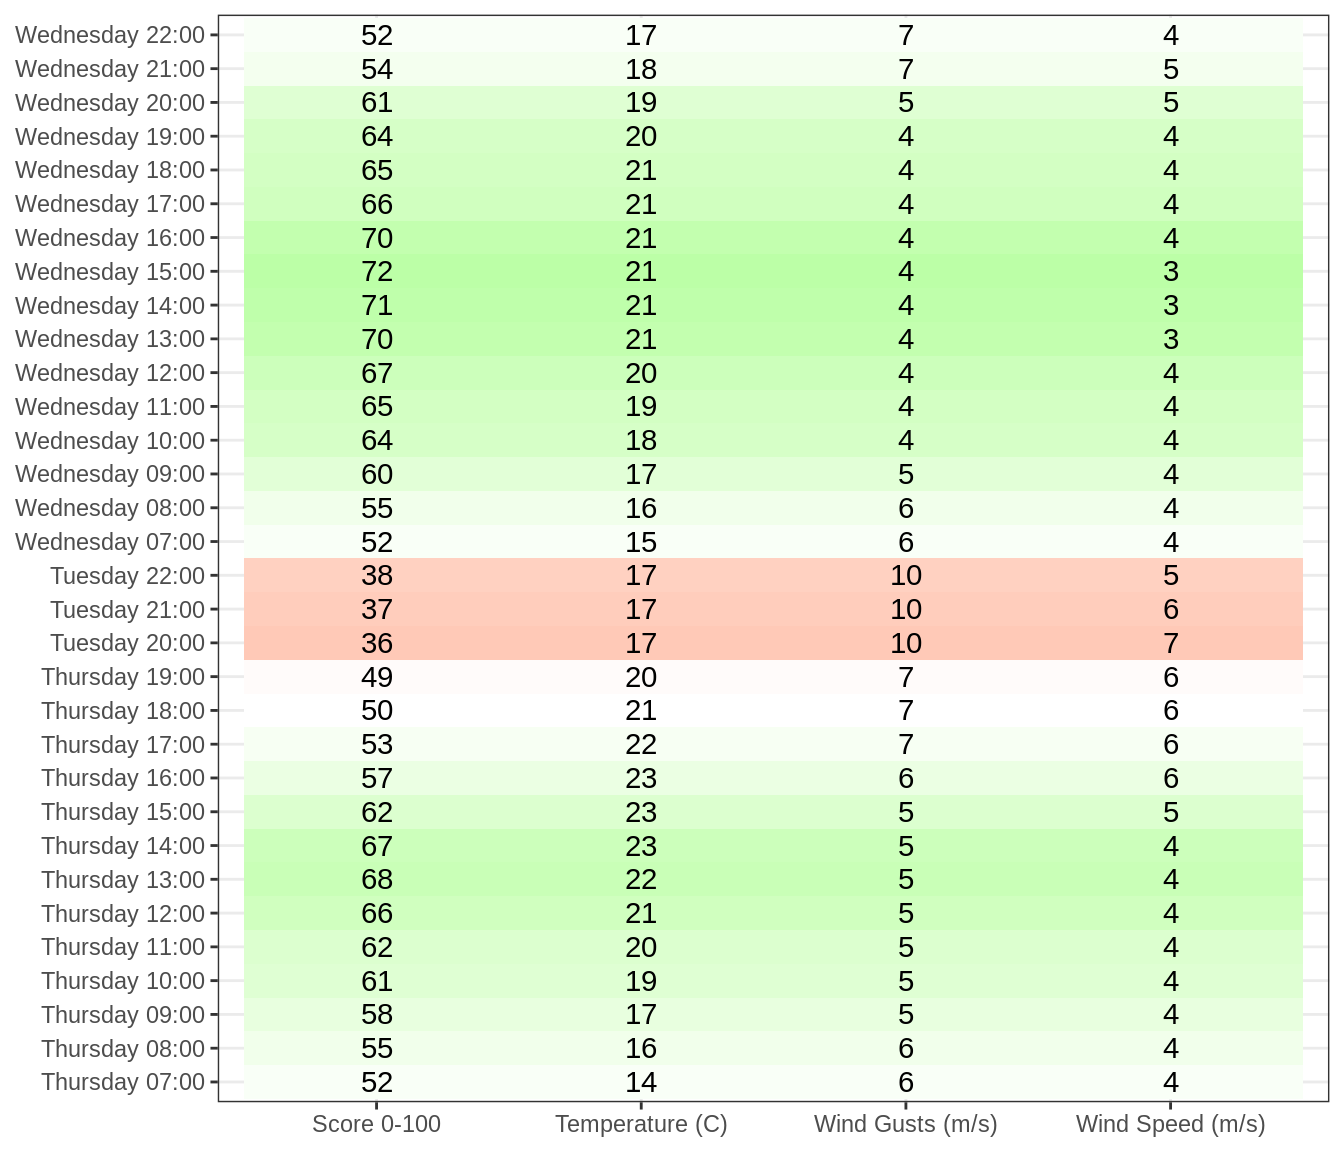 Wednesday 22:00 52 17 7 4
Wednesday 21:00 54 18 7 5
Wednesday 20:00 61 19 5 5
Wednesday 19:00 64 20 4 4
Wednesday 18:00 65 21 4 4
Wednesday 17:00 66 21 4 4
Wednesday 16:00 70 21 4 4
Wednesday 15:00 72 21 4 3
Wednesday 14:00 71 21 4 3
Wednesday 13:00 70 21 4 3
Wednesday 12:00 67 20 4 4
Wednesday 11:00 65 19 4 4
Wednesday 10:00 64 18 4 4
Wednesday 09:00 60 17 5 4
Wednesday 08:00 55 16 6 4
Wednesday 07:00 52 15 6 4
Tuesday 22:00 38 17 10 5
Tuesday 21:00 37 17 10 6
Tuesday 20:00 36 17 10 7
Thursday 19:00 49 20 7 6
Thursday 18:00 50 21 7 6
Thursday 17:00 53 22 7 6
Thursday 16:00 57 23 6 6
Thursday 15:00 62 23 5 5
Thursday 14:00 67 23 5 4
Thursday 13:00 68 22 5 4
Thursday 12:00 66 21 5 4
Thursday 11:00 62 20 5 4
Thursday 10:00 61 19 5 4
Thursday 09:00 58 17 5 4
Thursday 08:00 55 16 6 4
Thursday 07:00 52 14 6 4
Score 0-100 Temperature (C) Wind Gusts (m/s) Wind Speed (m/s)